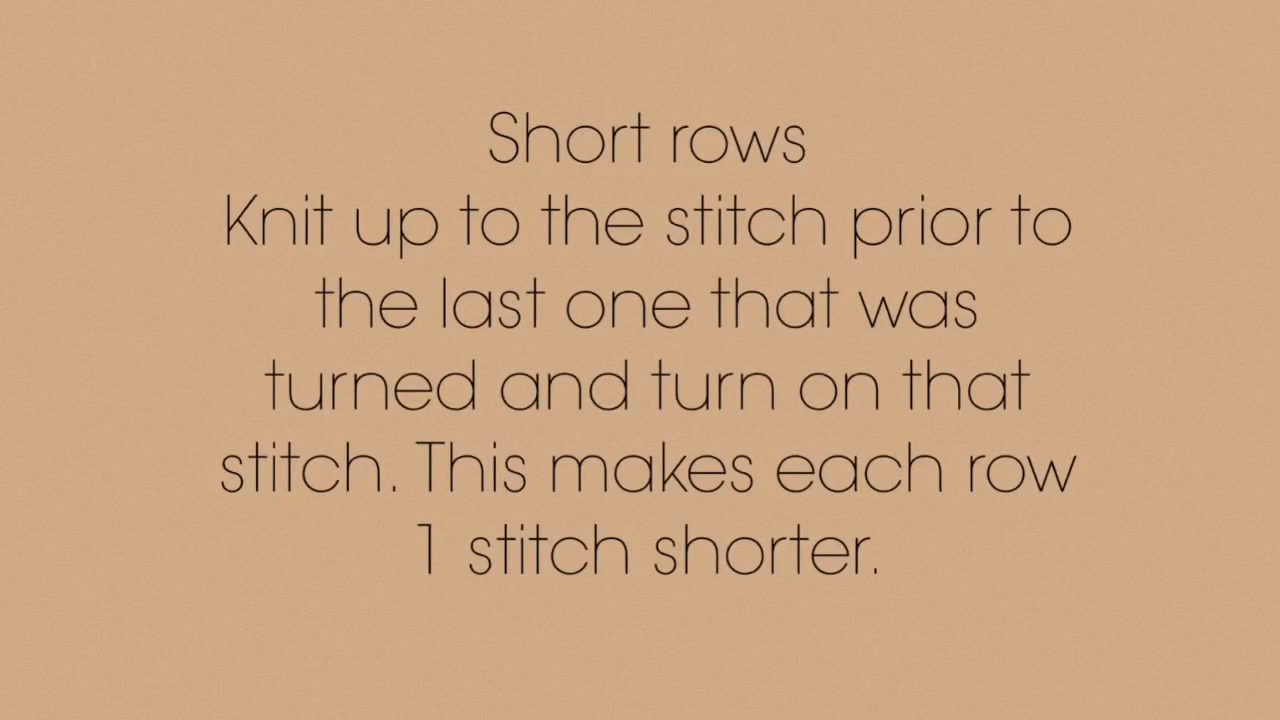 Short rows
Knit up to the stitch prior to
the last one that was
turned and turn on that
stitch. This makes each row
1 stitch shorter.